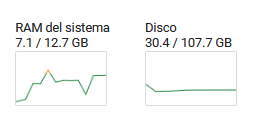 RAM del sistema
7.1 / 12.7 GB
Disco
30.4 / 107.7 GB